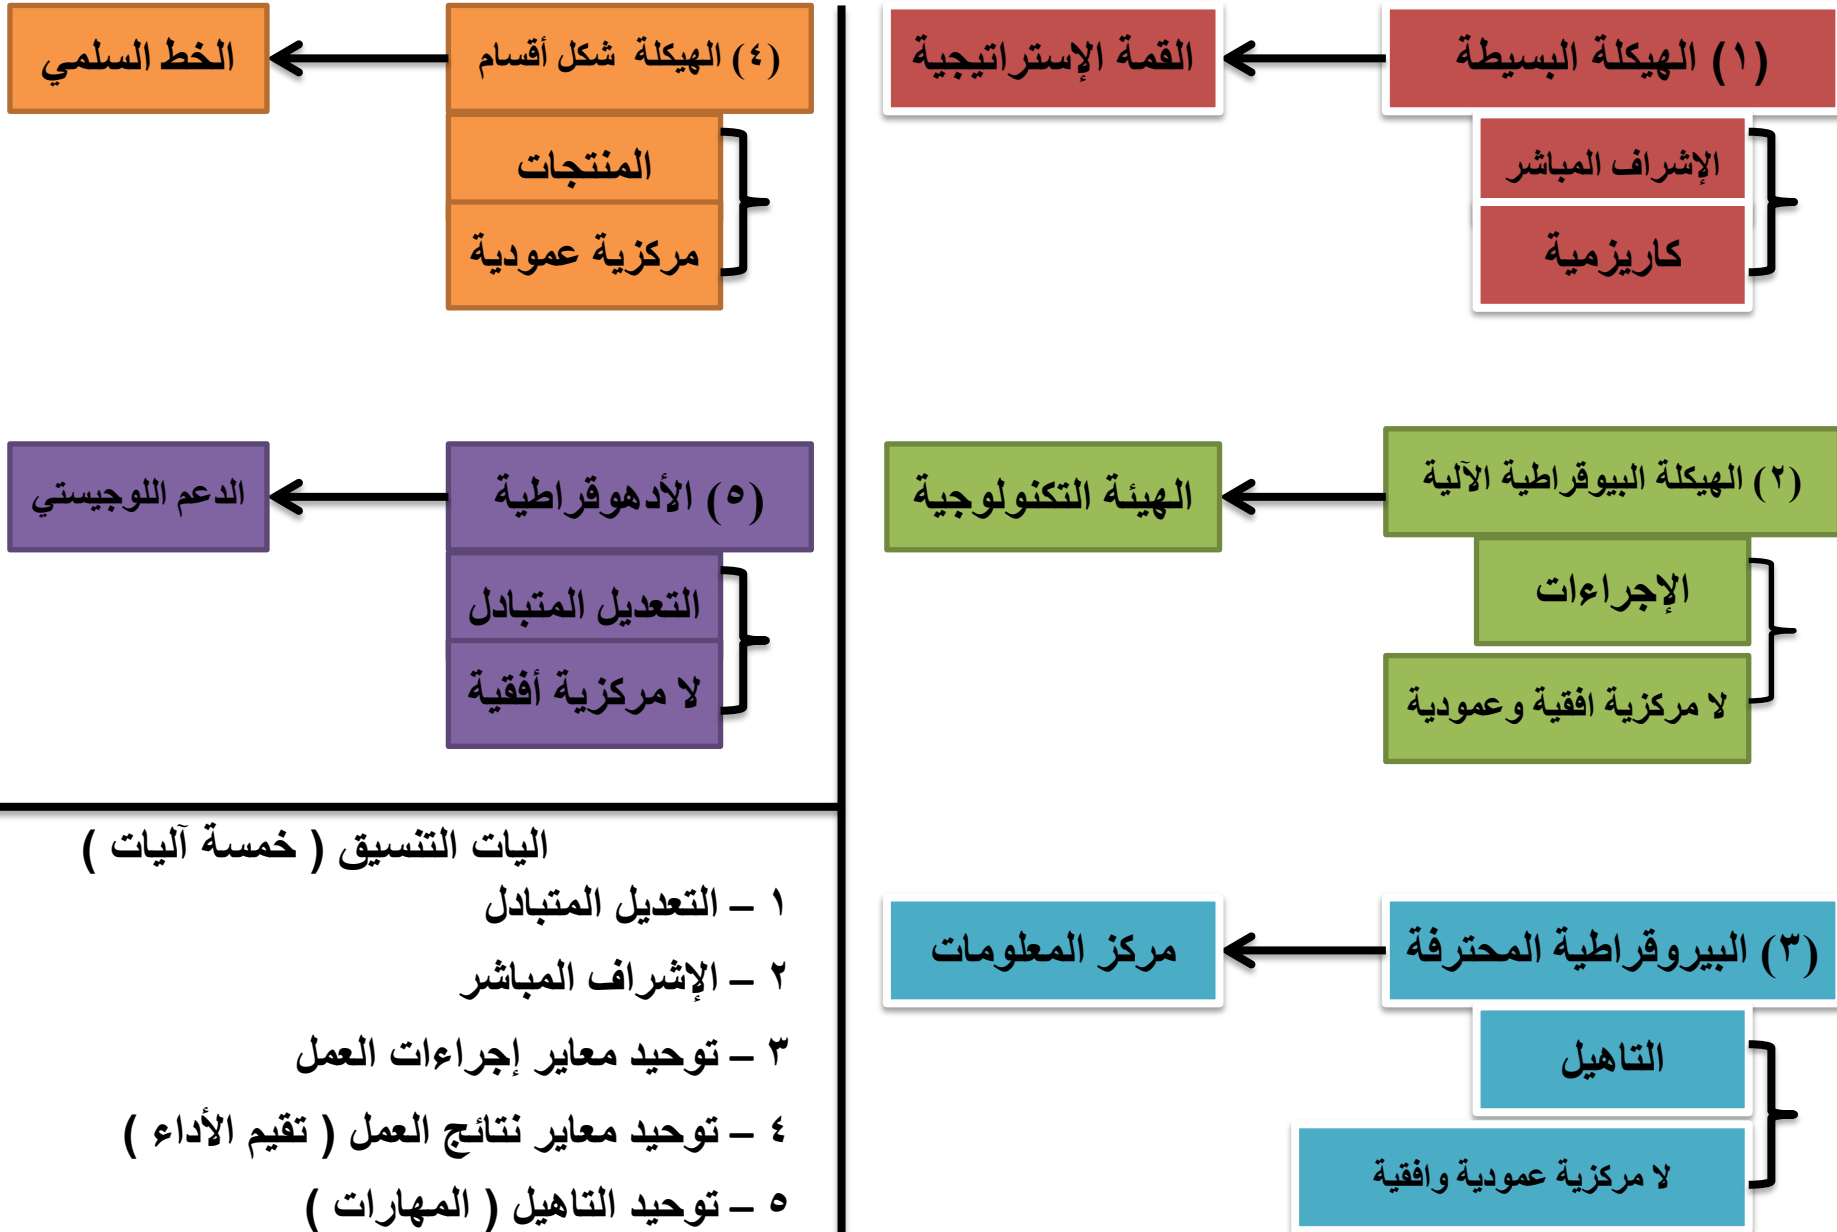 (١) الهيكلة البسيطة
القمة الإستراتيجية
الإشراف المباشر
كاريزمية
(٢) الهيكلة البيوقراطية الآلية
الهيئة التكنولوجية
الإجراءات
لا مركزية افقية وعمودية
(٣) البيروقراطية المحترفة
مركز المعلومات
التاهيل
لا مركزية عمودية وافقية
(٤) الهيكلة شكل أقسام
الخط السلمي
المنتجات
مركزية عمودية
(٥) الأدهوقراطية
الدعم اللوجيستي
التعديل المتبادل
لا مركزية أفقية
اليات التنسيق ( خمسة آليات )
١ – التعديل المتبادل
٢ – الإشراف المباشر
٣ – توحيد معاير إجراءات العمل
٤ – توحيد معاير نتائج العمل ( تقيم الأداء )
٥ – توحيد التاهيل ( المهارات )